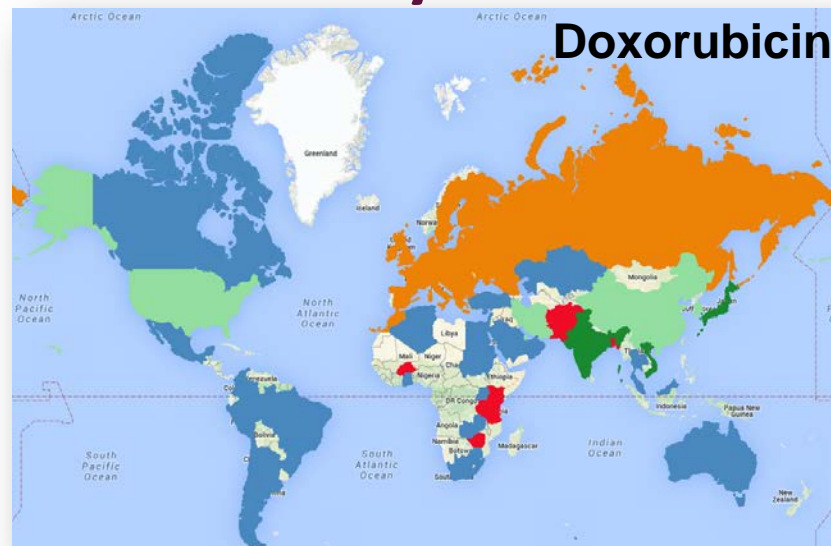 Doxorubicin
Arctic Ocean
Arctic Ocean
Greenland
Iceland
Norway
Mongolia
North
Pacific
Ocean
North
Atlantic
Ocean
Libya
Mali
Niger
Nigeria
Ethiopia
DR Congo
Angola
Namibia
Madagascar
Indonesia
Papua New
Guinea
Bolivia
South
Pacific
Ocean
South
Atlantic
Ocean
Indian
Ocean
New
Zealand